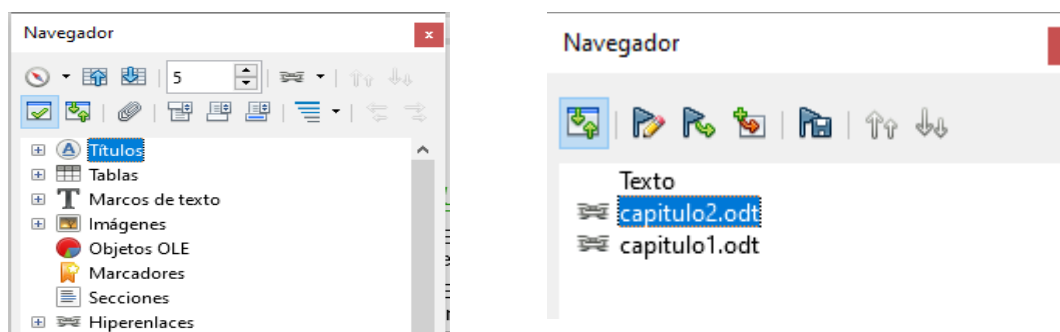 Navegador
5
Títulos
Tablas
Marcos de texto
Imágenes
Objetos OLE
Marcadores
Secciones
Hiperenlaces
Navegador
Texto
capitulo2.odt
capitulo1.odt